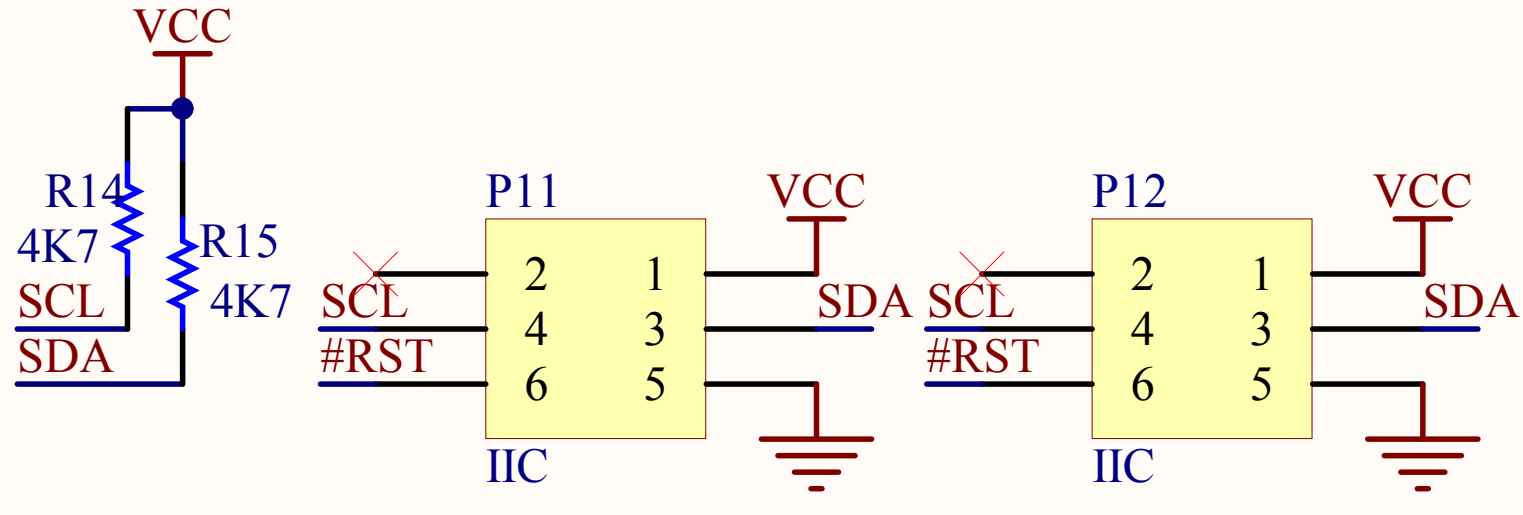 VCC
R14
4K7
R15
4K7
SCL
SDA
P11
VCC
2 1
SCL
SDA
4 3
#RST
6 5
IIC
P12
VCC
2 1
SCL
SDA
4 3
#RST
6 5
IIC